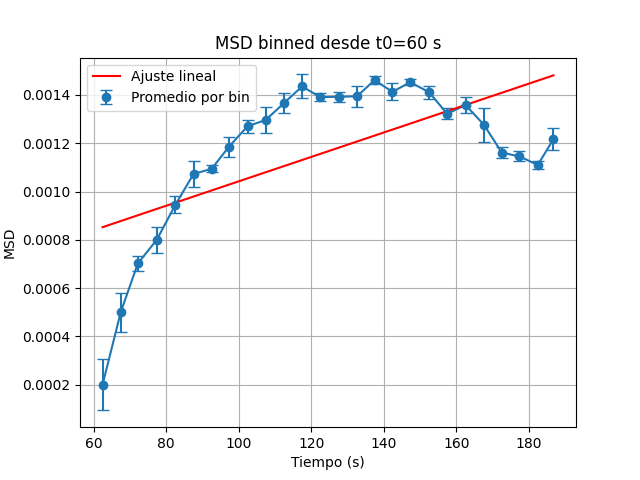 MSD binned desde t0=60 s
Ajuste lineal
Promedio por bin
0.0014
0.0012
0.0010
0.0008
0.0006
0.0004
0.0002
MSD
60 80 100 120 140 160 180
Tiempo (s)